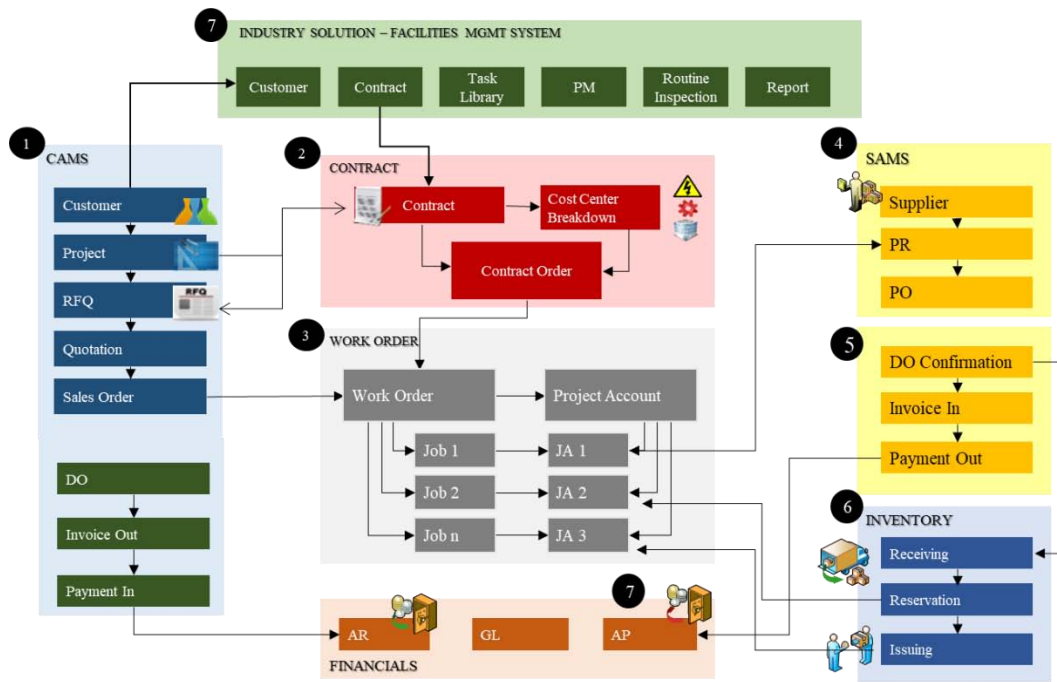 7
INDUSTRY SOLUTION – FACILITIES MGMT SYSTEM
Customer
Contract
Task
Library
PM
Routine
Inspection
Report
1
CAMS
Customer
Project
RFQ
RFQ
Quotation
Sales Order
DO
Invoice Out
Payment In
2
CONTRACT
Contract
Cost Center
Breakdown
Contract Order
3
WORK ORDER
Work Order
Project Account
Job 1
JA 1
Job 2
JA 2
Job n
JA 3
4
SAMS
Supplier
PR
PO
5
DO Confirmation
Invoice In
Payment Out
6
INVENTORY
Receiving
Reservation
Issuing
7
AR
GL
AP
FINANCIALS